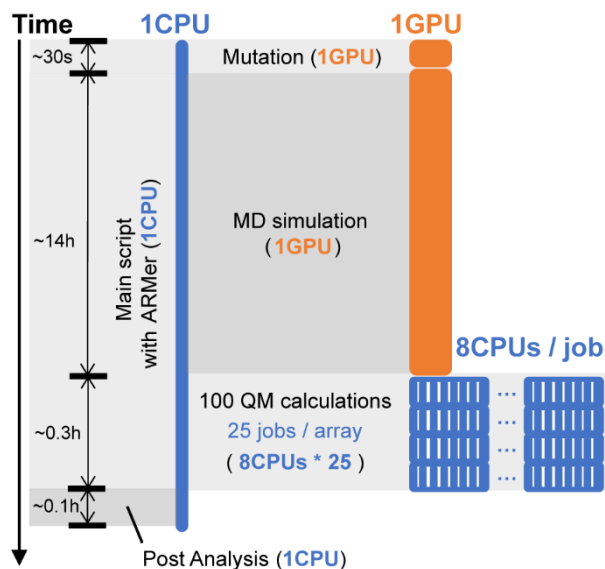 Time
1CPU
1GPU
~30s
Mutation (1GPU)
~14h
Main script
with ARMer (1CPU)
MD simulation
(1GPU)
8CPUs / job
~0.3h
100 QM calculations
25 jobs / array
( 8CPUs * 25 )
...
...
...
...
~0.1h
Post Analysis (1CPU)